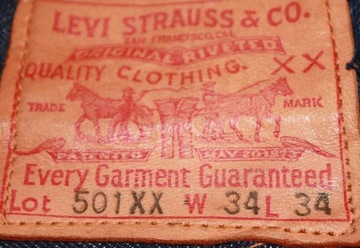 LEVI STRAUSS & CO.
SAN FRANCISCO, CAL.
ORIGINAL RIVETED
QUALITY CLOTHING. XX
TRADE MARK
PATENTED MAY 20 1873
Every Garment Guaranteed
Lot 501XX W 34 L 34